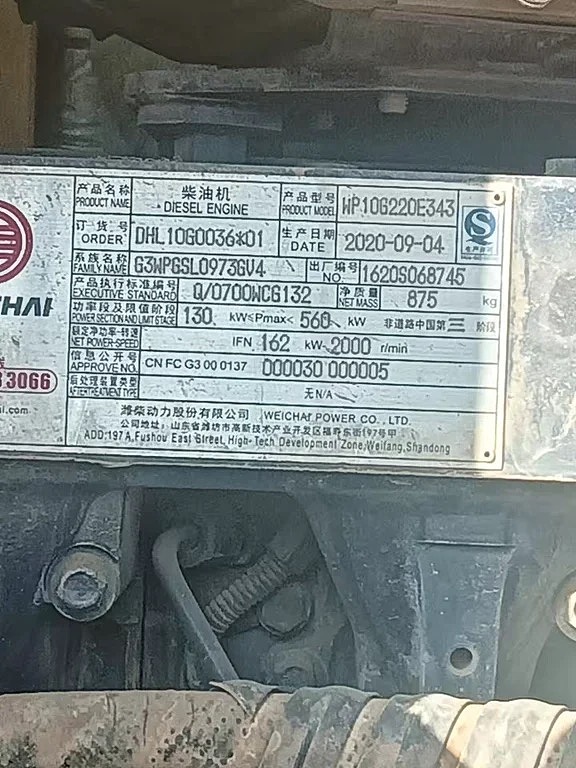 产品名称 柴油机 产品型号 WP10G220E343
PRODUCT NAME DIESEL ENGINE PRODUCT MODEL
订货号 DHL10G0036*01 生产日期 2020-09-04
ORDER DATE
系族名称 G3WPGSL0973GV4 出厂编号 1620S068745
FAMILY NAME NO
产品执行标准编号 Q/0700WCG132 净质量 875 kg
EXECUTIVE STANDARD NET MASS
功率段及限值阶段 130 kW≤Pmax< 560 kW 非道路中国第三阶段
POWER SECTION AND LIMIT STAGE
额定净功率-转速 IFN 162 kW 2000 r/min
NET POWER-SPEED
信息公开号 CN FC G3 00 0137 000030 000005
APPROVE NO.
后处理装置类型 无N/A
AFTERTREATMENT TYPE
潍柴动力股份有限公司 WEICHAI POWER CO., LTD.
公司地址: 山东省潍坊市高新技术产业开发区福寿东街197号甲
ADD:197A, Fushou East Street, High-Tech Development Zone, Weifang, Shandong
CHAI
3066
il.com